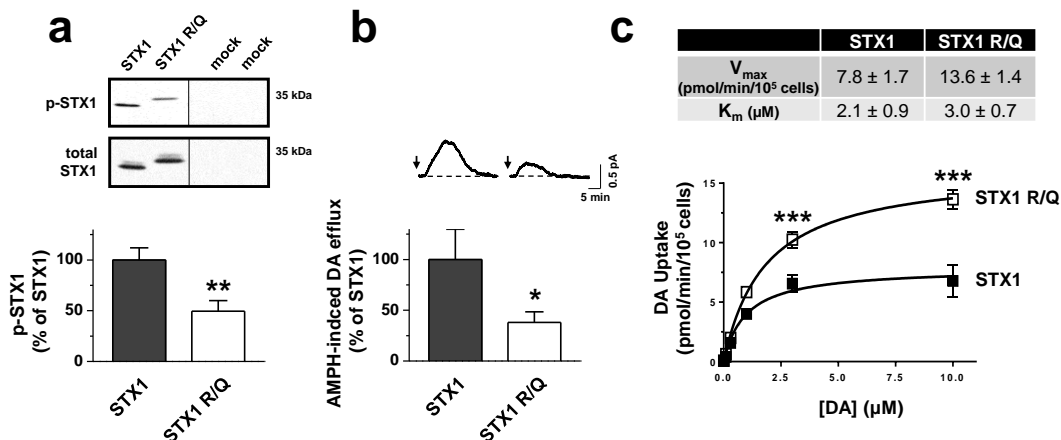 a
STX1
STX1 R/Q
mock
mock
p-STX1
35 kDa
total
STX1
35 kDa
p-STX1
(% of STX1)
100
50
0
**
STX1
STX1 R/Q
b
0.5 pA
5 min
AMPH-indced DA efflux
(% of STX1)
100
50
0
*
STX1
STX1 R/Q
c
STX1 STX1 R/Q
Vmax
(pmol/min/10⁵ cells) 7.8 ± 1.7 13.6 ± 1.4
Km (µM) 2.1 ± 0.9 3.0 ± 0.7
DA Uptake
(pmol/min/10⁵ cells)
15
10
5
0
***
***
STX1 R/Q
STX1
0.0 2.5 5.0 7.5 10.0
[DA] (µM)